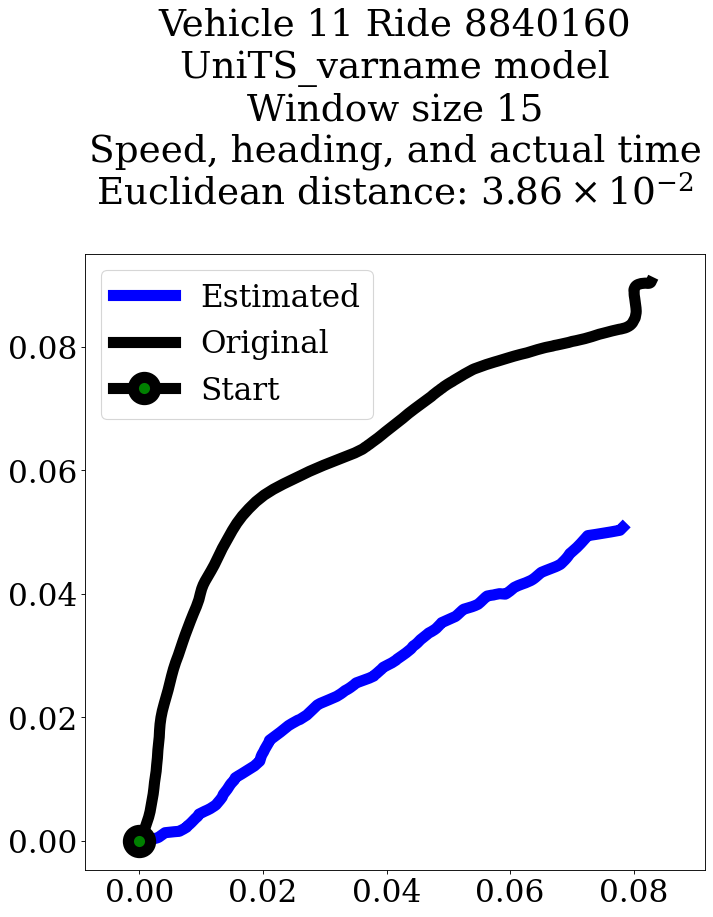 Vehicle 11 Ride 8840160
UniTS_varname model
Window size 15
Speed, heading, and actual time
Euclidean distance: 3.86 × 10⁻²
Estimated
Original
Start
0.08
0.06
0.04
0.02
0.00
0.00 0.02 0.04 0.06 0.08